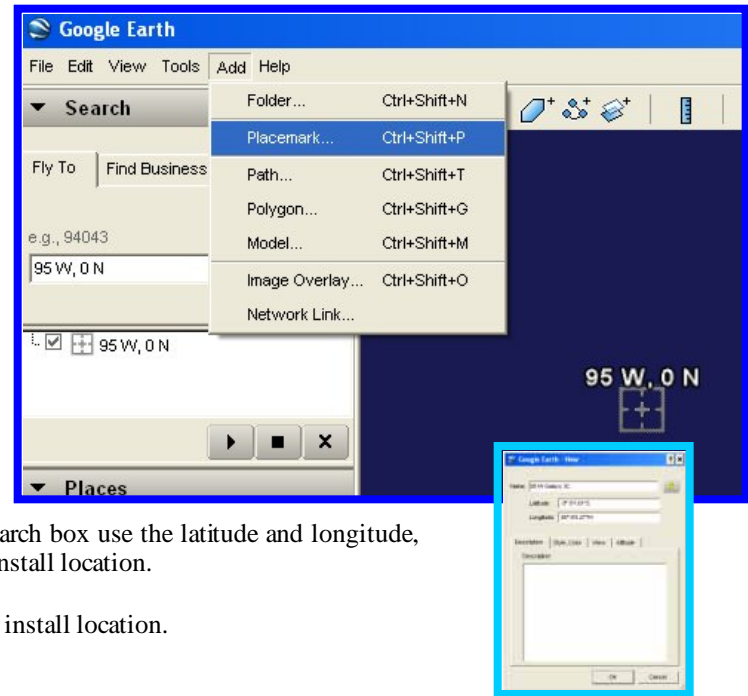 Google Earth
File Edit View Tools Add Help
Search
Folder... Ctrl+Shift+N
Placemark... Ctrl+Shift+P
Fly To Find Business
Path... Ctrl+Shift+T
Polygon... Ctrl+Shift+G
e.g., 94043
Model... Ctrl+Shift+M
95 W, 0 N
Image Overlay... Ctrl+Shift+O
Network Link...
95 W, 0 N
95 W, 0 N
Places
Google Earth - New
Name:
Latitude:
Longitude:
Description Style, Color View Altitude
Description
OK Cancel
arch box use the latitude and longitude,
nstall location.
install location.